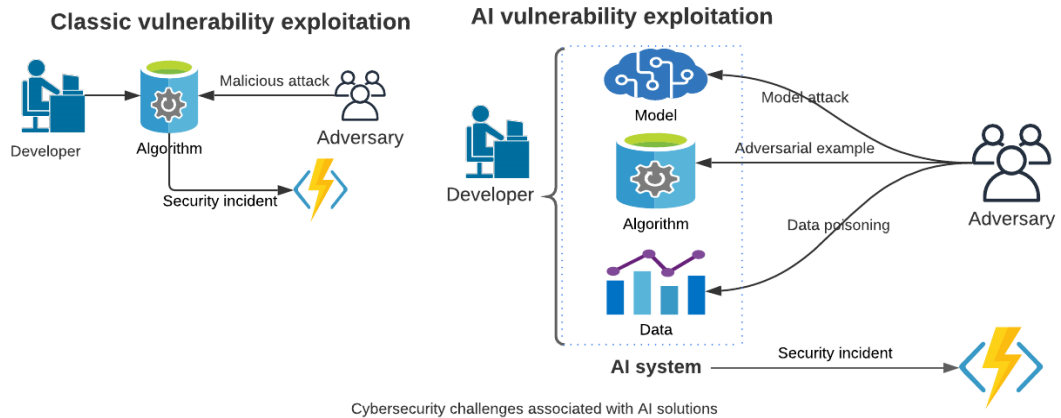 Classic vulnerability exploitation
Malicious attack
Developer
Algorithm
Adversary
Security incident
AI vulnerability exploitation
Model
Model attack
Developer
Adversarial example
Algorithm
Adversary
Data poisoning
Data
AI system
Security incident
Cybersecurity challenges associated with AI solutions